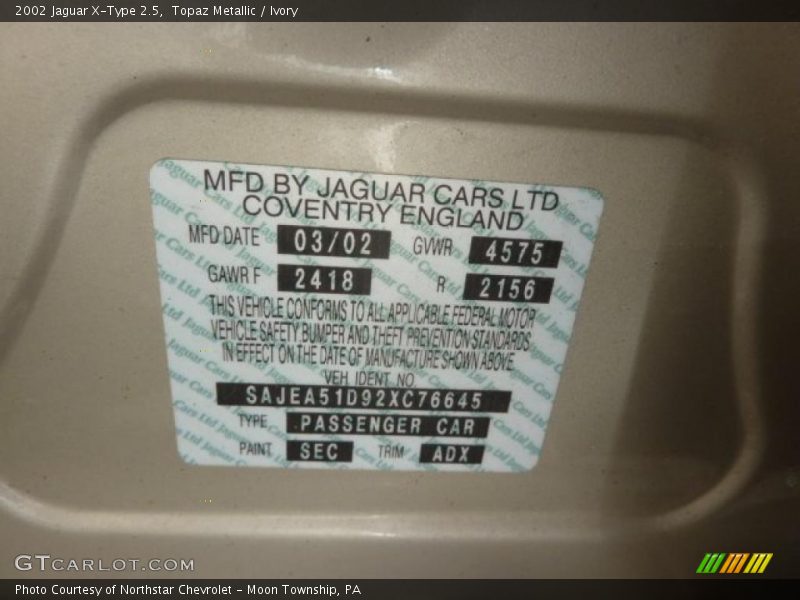 2002 Jaguar X-Type 2.5, Topaz Metallic / Ivory
MFD BY JAGUAR CARS LTD
COVENTRY ENGLAND
MFD DATE 03/02 GVWR 4575
GAWR F 2418 R 2156
THIS VEHICLE CONFORMS TO ALL APPLICABLE FEDERAL MOTOR
VEHICLE SAFETY BUMPER AND THEFT PREVENTION STANDARDS
IN EFFECT ON THE DATE OF MANUFACTURE SHOWN ABOVE
VEH IDENT NO
SAJEA51D92XC76645
TYPE PASSENGER CAR
PAINT SEC TRIM ADX
GTCARLOT.COM
Photo Courtesy of Northstar Chevrolet - Moon Township, PA